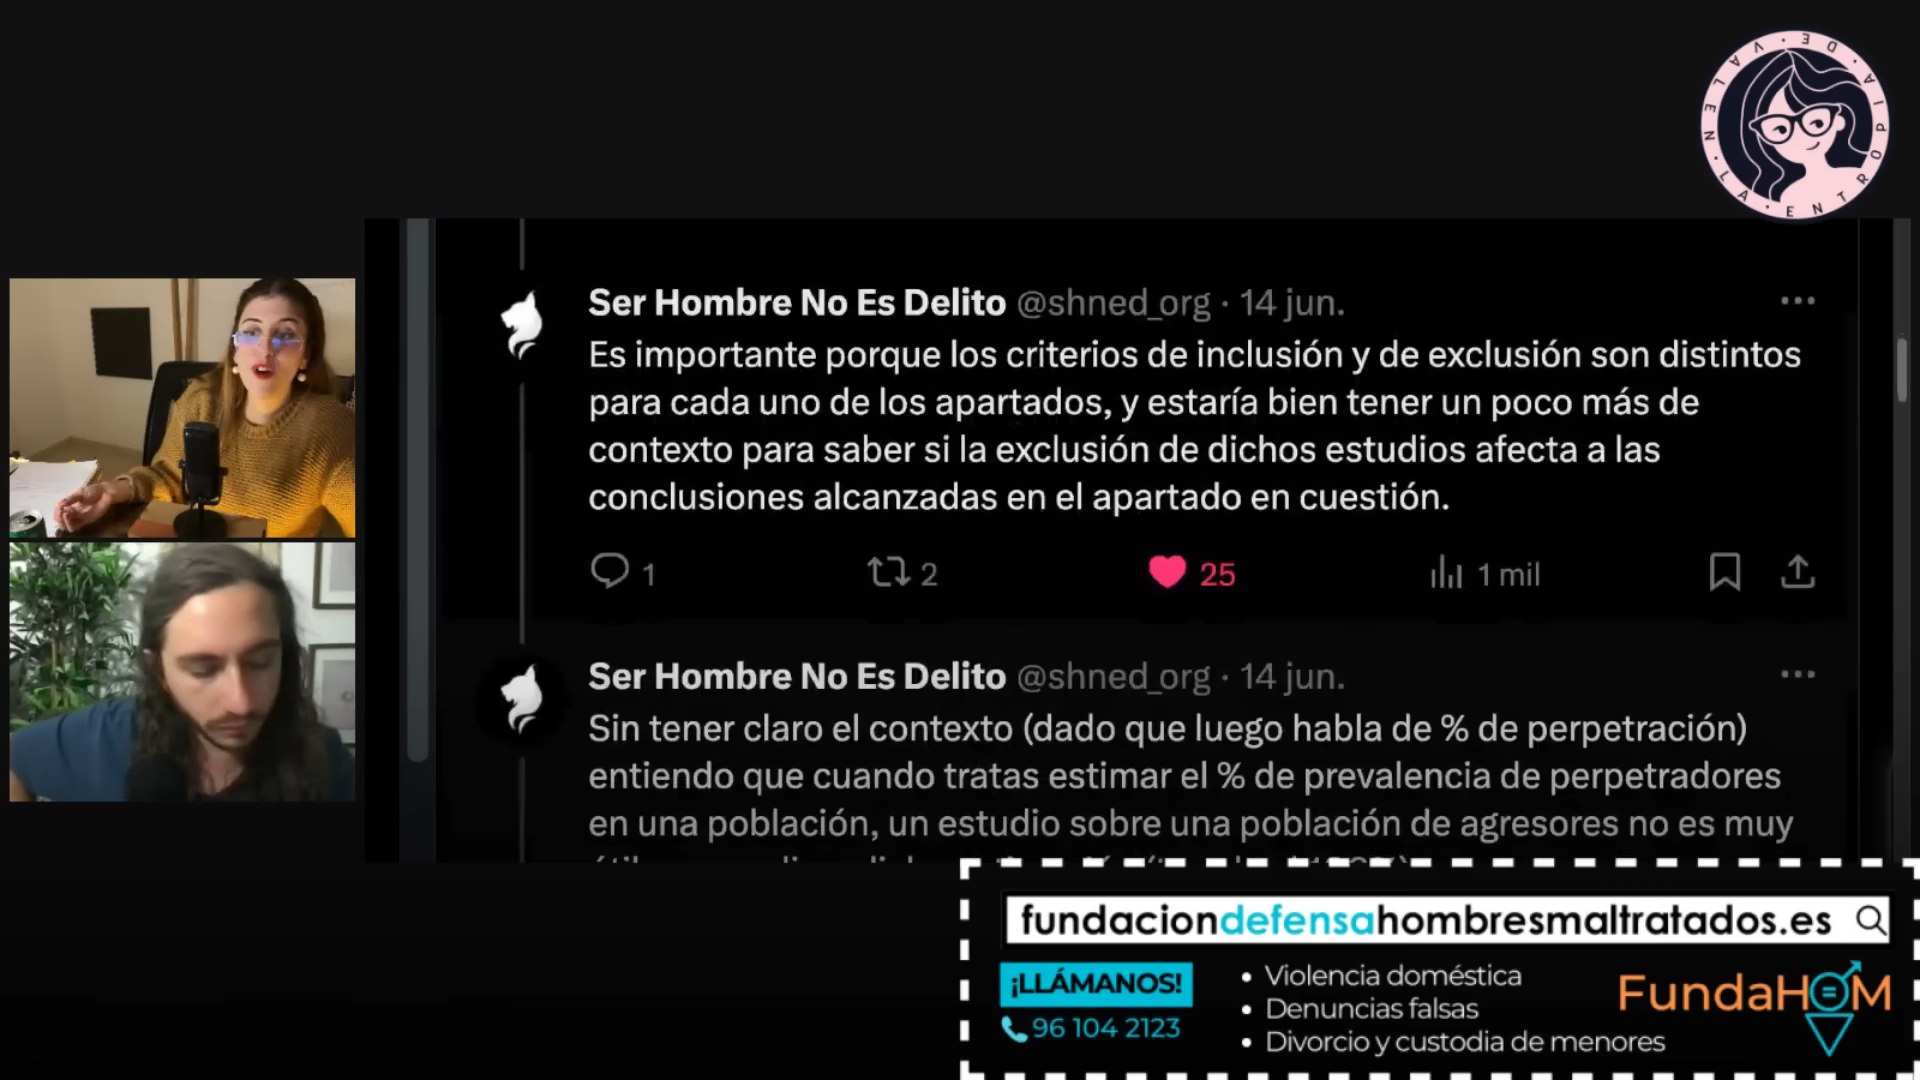 LA · ENTROPIA · DE · VALEN
Ser Hombre No Es Delito @shned_org · 14 jun.
Es importante porque los criterios de inclusión y de exclusión son distintos
para cada uno de los apartados, y estaría bien tener un poco más de
contexto para saber si la exclusión de dichos estudios afecta a las
conclusiones alcanzadas en el apartado en cuestión.
1 2 25 1 mil
Ser Hombre No Es Delito @shned_org · 14 jun.
Sin tener claro el contexto (dado que luego habla de % de perpetración)
entiendo que cuando tratas estimar el % de prevalencia de perpetradores
en una población, un estudio sobre una población de agresores no es muy
fundaciondefensahombresmaltratados.es
¡LLÁMANOS!
96 104 2123
• Violencia doméstica
• Denuncias falsas
• Divorcio y custodia de menores
FundaHOM